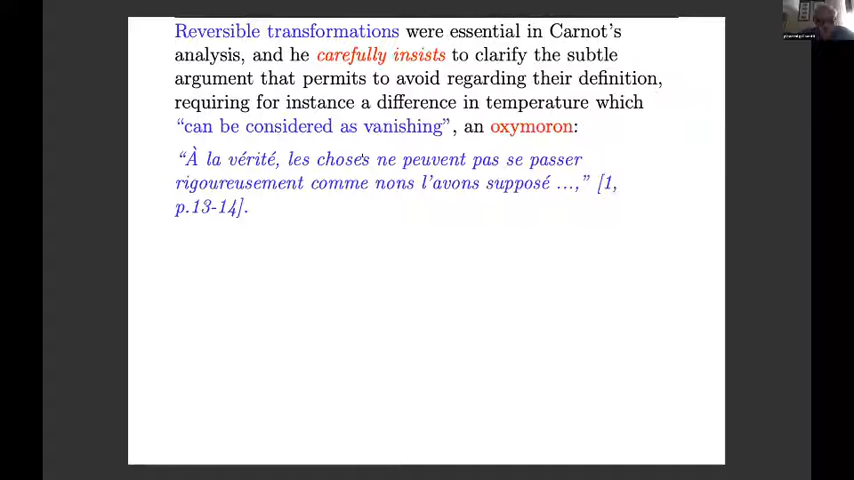 Reversible transformations were essential in Carnot's
analysis, and he carefully insists to clarify the subtle
argument that permits to avoid regarding their definition,
requiring for instance a difference in temperature which
“can be considered as vanishing”, an oxymoron:
“À la vérité, les choses ne peuvent pas se passer
rigoureusement comme nons l'avons supposé ...,” [1,
p.13-14].